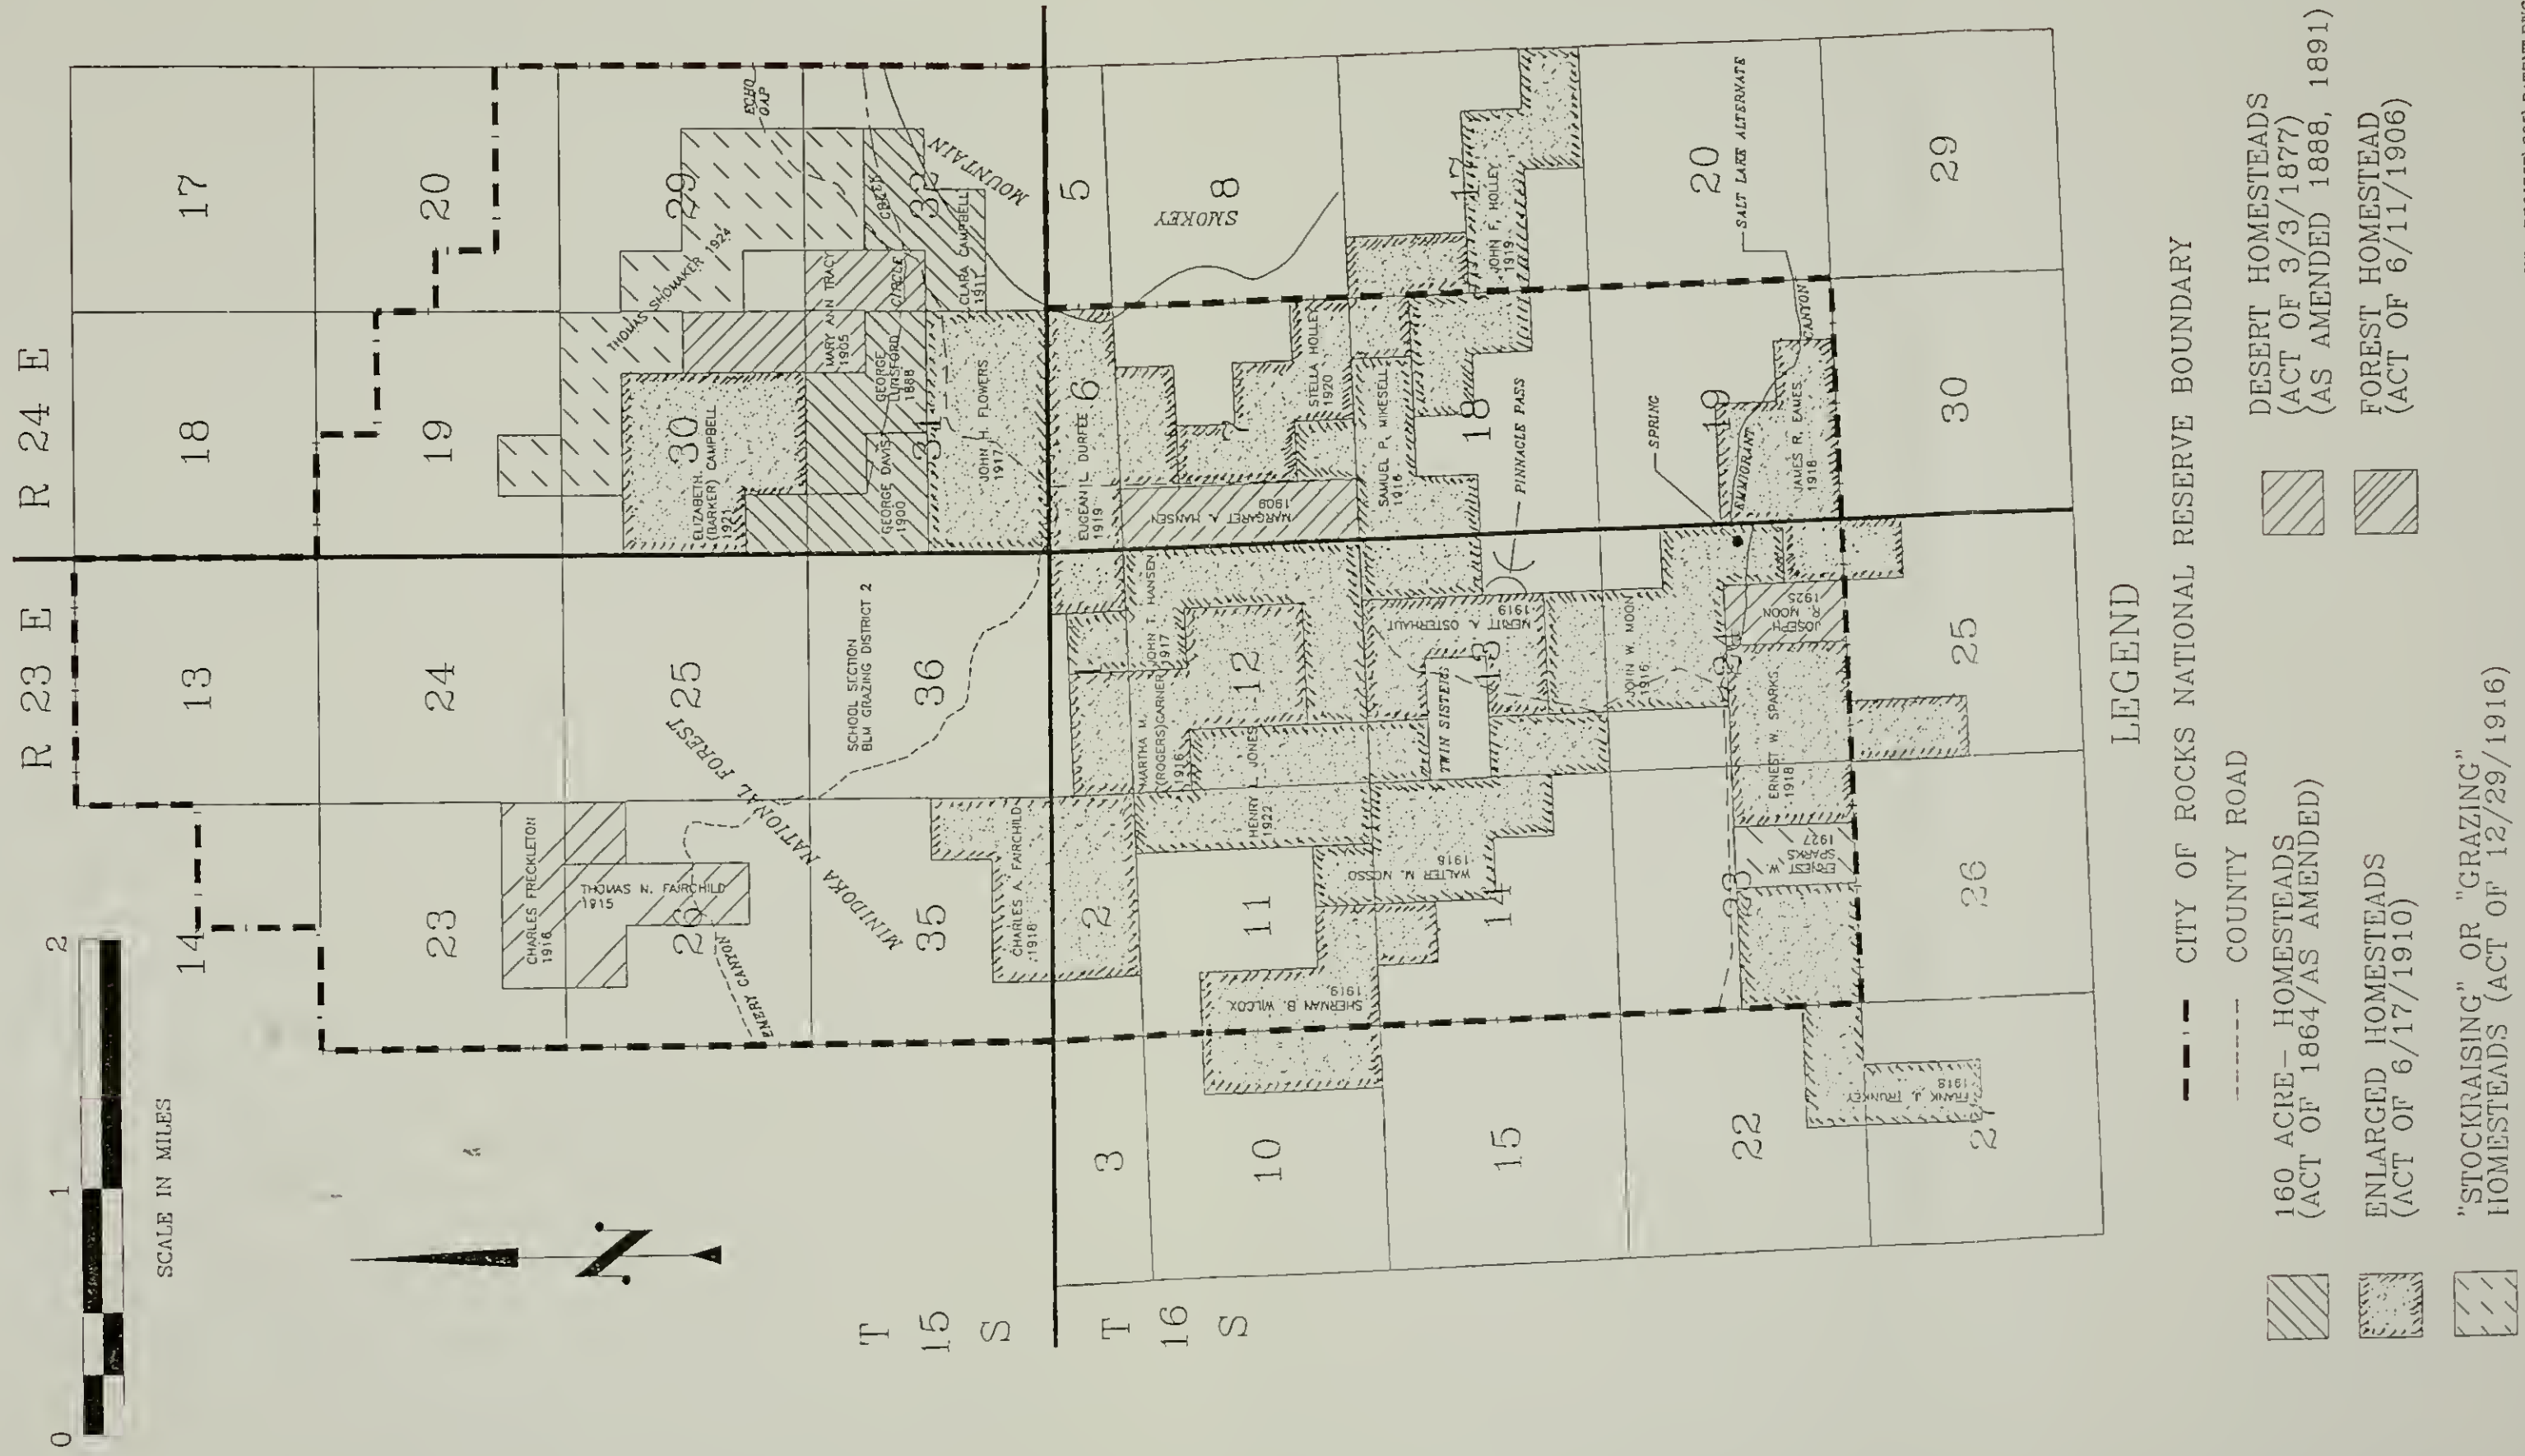 R 23 E
R 24 E
0
1
2
SCALE IN MILES
T
15
S
T
16
S
14
13
18
17
23
24
19
20
26
25
30
29
35
36
31
32
3
2
1
6
5
10
11
12
7
8
15
14
13
18
17
22
23
24
19
20
27
26
25
30
29
CHARLES FRECKLETON
1916
THOMAS N. FAIRCHILD
1915
ENERY CANYON
MINIDOKA NATIONAL FOREST
SCHOOL SECTION
BLM GRAZING DISTRICT 2
CHARLES A. FAIRCHILD
1918
THOMAS SHOMAKER 1924
ELIZABETH
(BARKER) CAMPBELL
1921
MARY ANN TRACY
1905
GEORGE
LUNSFORD
1888
GEORGE DAVIS
1900
CIRCLE
CREEK
ECHO
GAP
CLARA CAMPBELL
1911
JOHN H. FLOWERS
1917
SMOKEY
MOUNTAIN
EUGEANIL DURFEE
1919
MARGARET A. HANSEN
1909
JOHN T. HANSEN
1917
MARTHA M.
(ROGERS)GARNER
1916
HENRY L. JONES
1922
STELLA HOLLEY
1920
SAMUEL P. MIKESELL
1916
JOHN F. HOLLEY
1919
SHERMAN B. WILCOX
1919
WALTER M. MOSSO
1918
TWIN SISTERS
MERITT A. OSTERHAUT
1919
PINNACLE PASS
JOHN W. MOON
1916
SPRING
SALT LAKE ALTERNATE
EMMIGRANT
CANYON
JAMES R. EAMES
1918
JOSEPH
R. MOON
1925
ERNEST W. SPARKS
1918
ERNEST W.
SPARKS
1927
FRANK J. TRUNKEY
1918
LEGEND
CITY OF ROCKS NATIONAL RESERVE BOUNDARY
COUNTY ROAD
160 ACRE- HOMESTEADS
(ACT OF 1864/AS AMENDED)
ENLARGED HOMESTEADS
(ACT OF 6/17/1910)
"STOCKRAISING" OR "GRAZING"
HOMESTEADS (ACT OF 12/29/1916)
DESERT HOMESTEADS
(ACT OF 3/3/1877)
(AS AMENDED 1888, 1891)
FOREST HOMESTEAD
(ACT OF 6/11/1906)